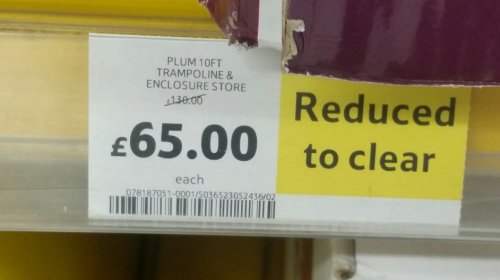 PLUM 10FT
TRAMPOLINE &
ENCLOSURE STORE
£130.00
£65.00
each
078187051-0001/5036523052436/02
Reduced
to clear